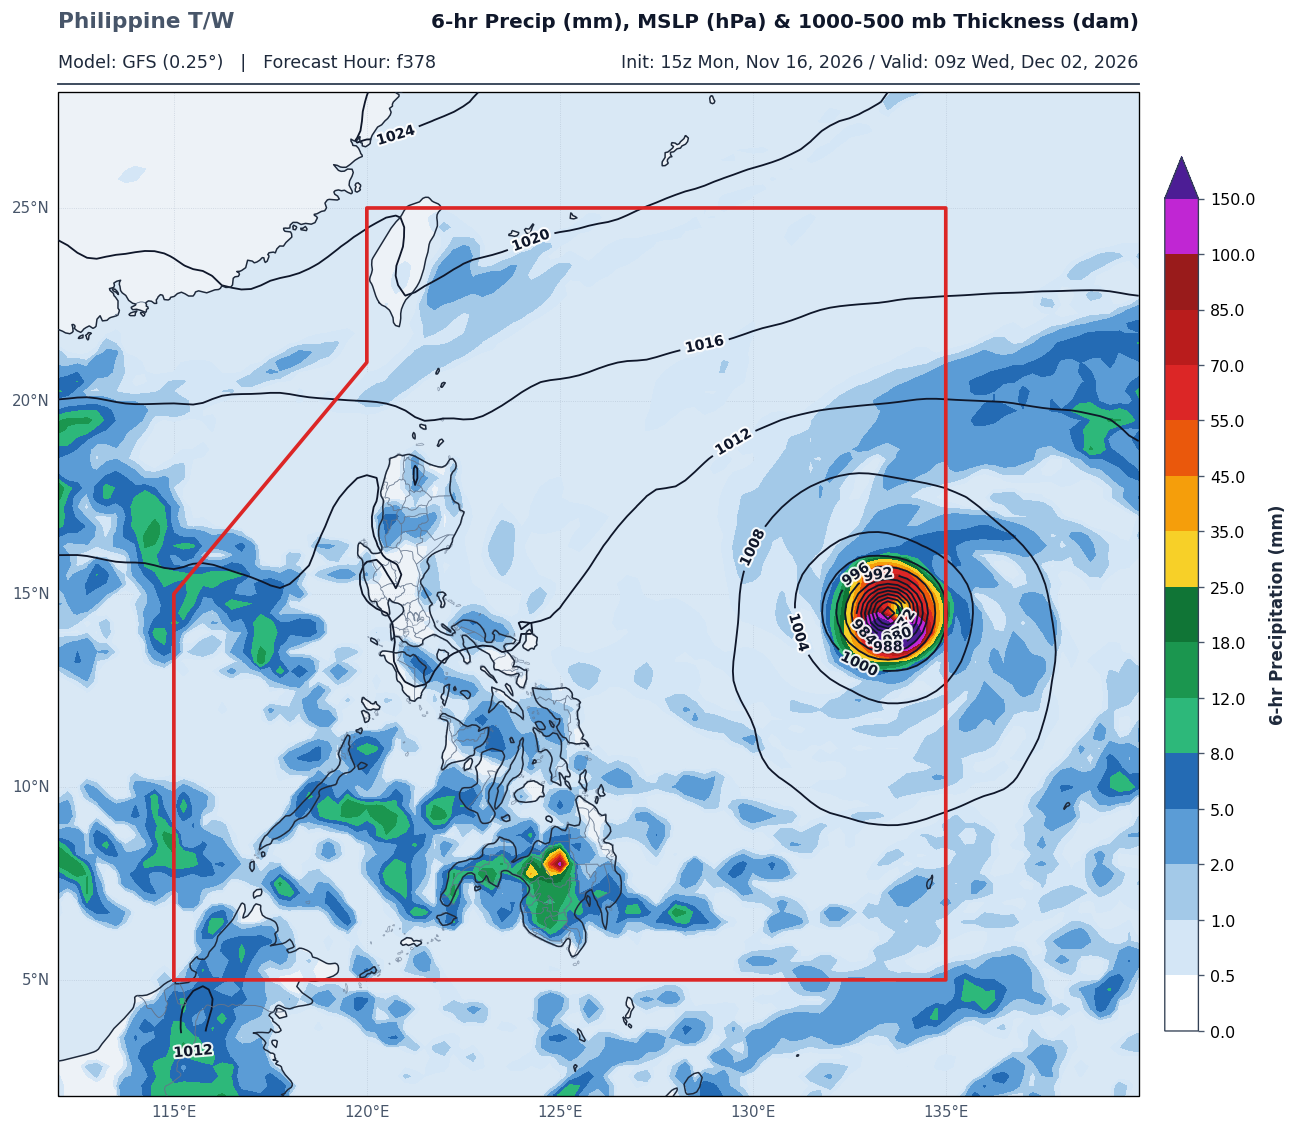 Philippine T/W
6-hr Precip (mm), MSLP (hPa) & 1000-500 mb Thickness (dam)
Model: GFS (0.25°) | Forecast Hour: f378
Init: 15z Mon, Nov 16, 2026 / Valid: 09z Wed, Dec 02, 2026
1024
1020
1016
1012
1008
1004
996
992
984
980
988
1000
1012
25°N
20°N
15°N
10°N
5°N
115°E
120°E
125°E
130°E
135°E
150.0
100.0
85.0
70.0
55.0
45.0
35.0
25.0
18.0
12.0
8.0
5.0
2.0
1.0
0.5
0.0
6-hr Precipitation (mm)